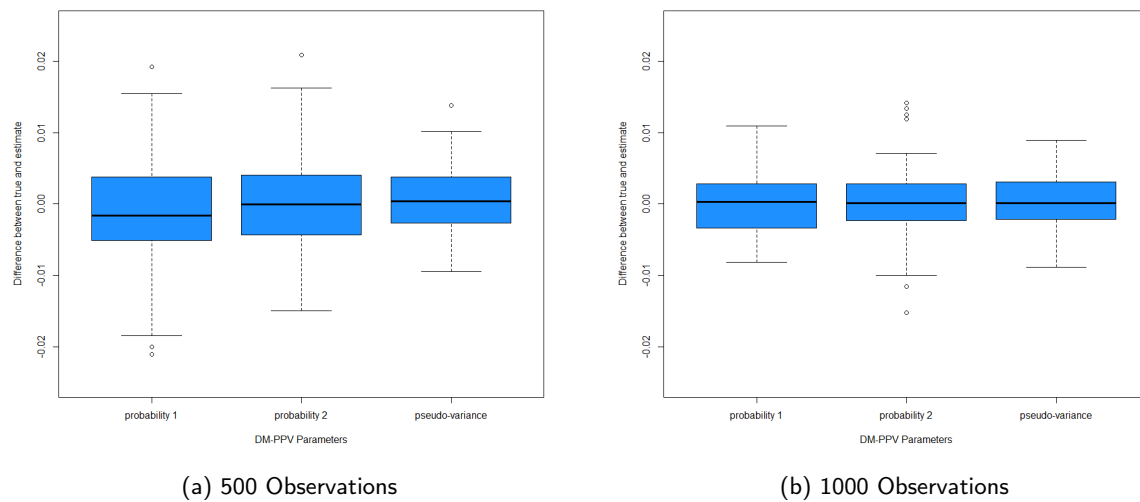 Difference between true and estimate
0.02
0.01
0.00
-0.01
-0.02
probability 1 probability 2 pseudo-variance
DM-PPV Parameters
(a) 500 Observations
Difference between true and estimate
0.02
0.01
0.00
-0.01
-0.02
probability 1 probability 2 pseudo-variance
DM-PPV Parameters
(b) 1000 Observations